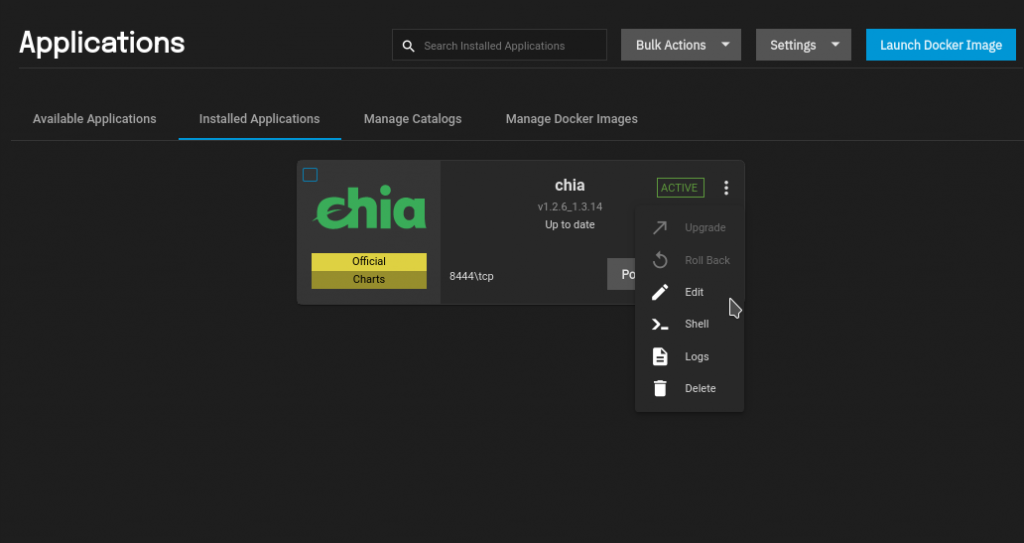 Applications
Search Installed Applications
Bulk Actions
Settings
Launch Docker Image
Available Applications
Installed Applications
Manage Catalogs
Manage Docker Images
chia
chia
ACTIVE
v1.2.6_1.3.14
Up to date
Official
Charts
8444\tcp
Po
Upgrade
Roll Back
Edit
Shell
Logs
Delete